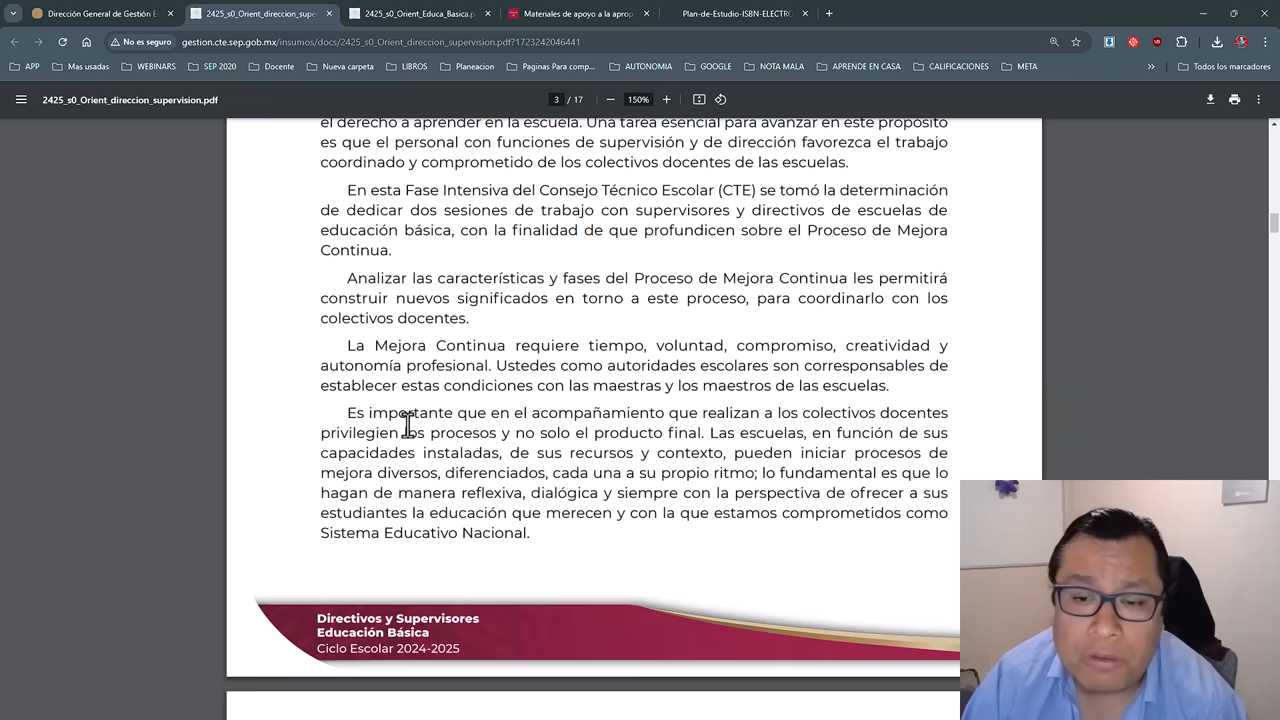 Dirección General de Gestión E
2425_s0_Orient_direccion_supe
2425_s0_Orient_Educa_Basica.p
Materiales de apoyo a la aprop
Plan-de-Estudio-ISBN-ELECTRO
No es seguro
gestion.cte.sep.gob.mx/insumos/docs/2425_s0_Orient_direccion_supervision.pdf?1723242046441
APP
Mas usadas
WEBINARS
SEP 2020
Docente
Nueva carpeta
LIBROS
Planeacion
Paginas Para comp...
AUTONOMIA
GOOGLE
NOTA MALA
APRENDE EN CASA
CALIFICACIONES
META
Todos los marcadores
2425_s0_Orient_direccion_supervision.pdf
3 / 17
150%
el derecho a aprender en la escuela. Una tarea esencial para avanzar en este propósito
es que el personal con funciones de supervisión y de dirección favorezca el trabajo
coordinado y comprometido de los colectivos docentes de las escuelas.
En esta Fase Intensiva del Consejo Técnico Escolar (CTE) se tomó la determinación
de dedicar dos sesiones de trabajo con supervisores y directivos de escuelas de
educación básica, con la finalidad de que profundicen sobre el Proceso de Mejora
Continua.
Analizar las características y fases del Proceso de Mejora Continua les permitirá
construir nuevos significados en torno a este proceso, para coordinarlo con los
colectivos docentes.
La Mejora Continua requiere tiempo, voluntad, compromiso, creatividad y
autonomía profesional. Ustedes como autoridades escolares son corresponsables de
establecer estas condiciones con las maestras y los maestros de las escuelas.
Es importante que en el acompañamiento que realizan a los colectivos docentes
privilegien los procesos y no solo el producto final. Las escuelas, en función de sus
capacidades instaladas, de sus recursos y contexto, pueden iniciar procesos de
mejora diversos, diferenciados, cada una a su propio ritmo; lo fundamental es que lo
hagan de manera reflexiva, dialógica y siempre con la perspectiva de ofrecer a sus
estudiantes la educación que merecen y con la que estamos comprometidos como
Sistema Educativo Nacional.
Directivos y Supervisores
Educación Básica
Ciclo Escolar 2024-2025